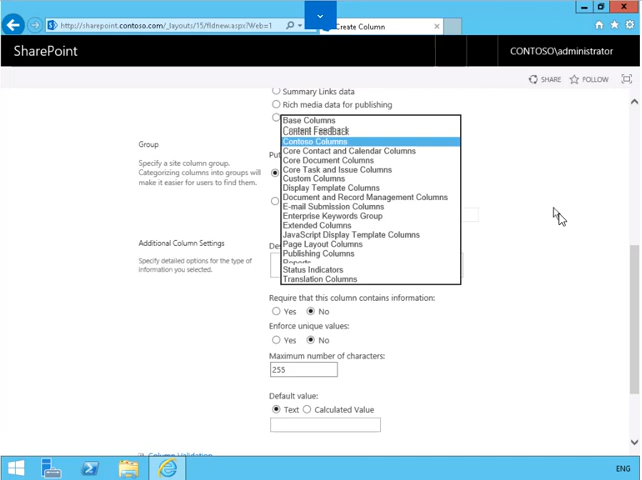 http://sharepoint.contoso.com/_layouts/15/fldnew.aspx?Web=1
Create Column
SharePoint
CONTOSO\administrator
SHARE
FOLLOW
Summary Links data
Rich media data for publishing
Group
Specify a site column group. Categorizing columns into groups will make it easier for users to find them.
Base Columns
Content Feedback
Contoso Columns
Core Contact and Calendar Columns
Core Document Columns
Core Task and Issue Columns
Custom Columns
Display Template Columns
Document and Record Management Columns
E-mail Submission Columns
Enterprise Keywords Group
Extended Columns
JavaScript Display Template Columns
Page Layout Columns
Publishing Columns
Reports
Status Indicators
Translation Columns
Additional Column Settings
Specify detailed options for the type of information you selected.
Require that this column contains information:
Yes No
Enforce unique values:
Yes No
Maximum number of characters:
255
Default value:
Text Calculated Value
Column Validation
ENG